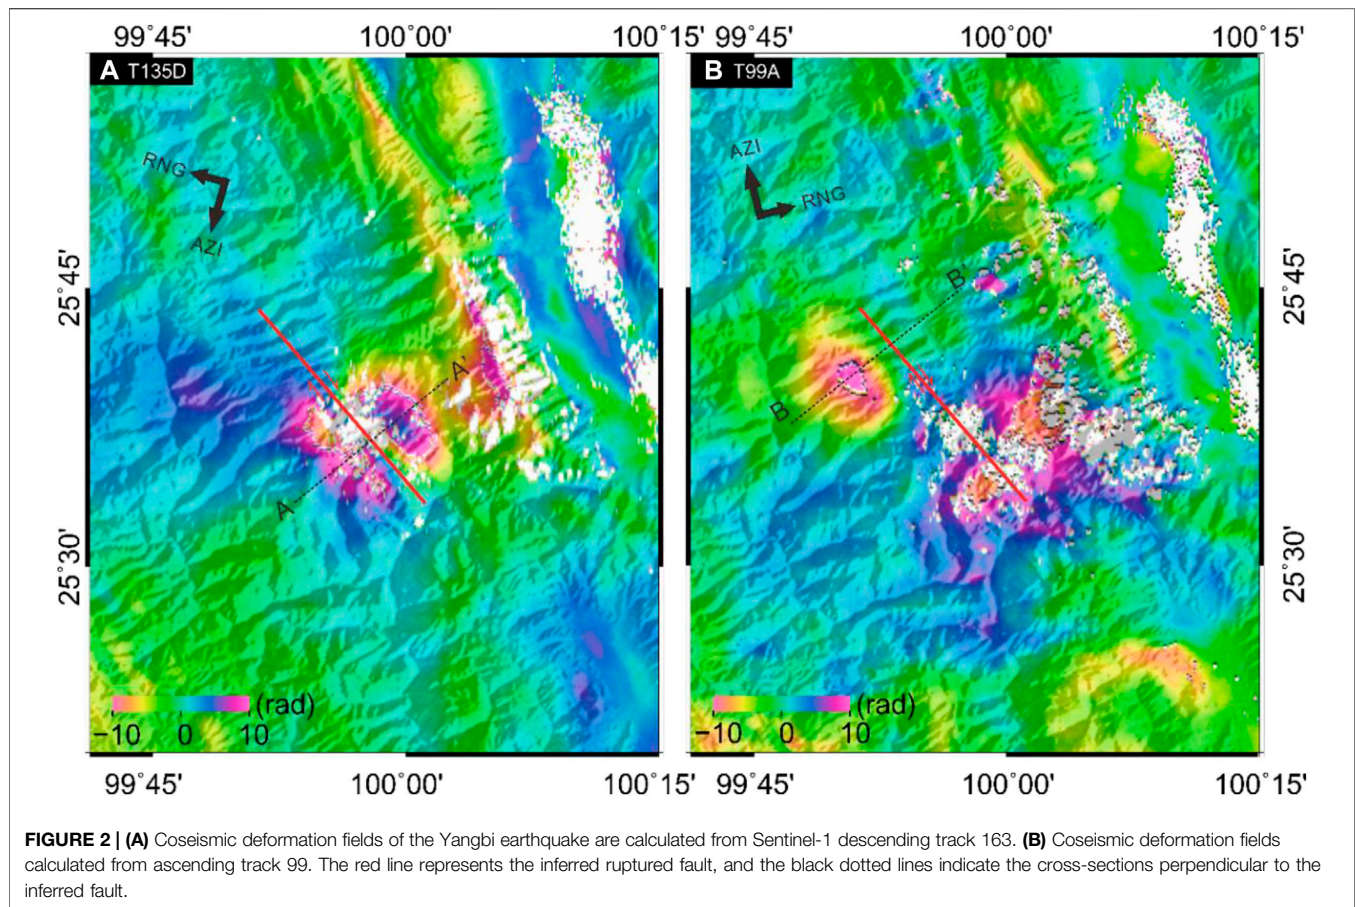 99°45' 100°00' 100°15' 99°45' 100°00' 100°15'
A T135D
B T99A
RNG
AZI
AZI
RNG
25°45'
25°45'
B'
A'
B
A
25°30'
25°30'
(rad)
−10 0 10
(rad)
−10 0 10
99°45' 100°00' 100°15' 99°45' 100°00' 100°15'
FIGURE 2 | (A) Coseismic deformation fields of the Yangbi earthquake are calculated from Sentinel-1 descending track 163. (B) Coseismic deformation fields
calculated from ascending track 99. The red line represents the inferred ruptured fault, and the black dotted lines indicate the cross-sections perpendicular to the
inferred fault.